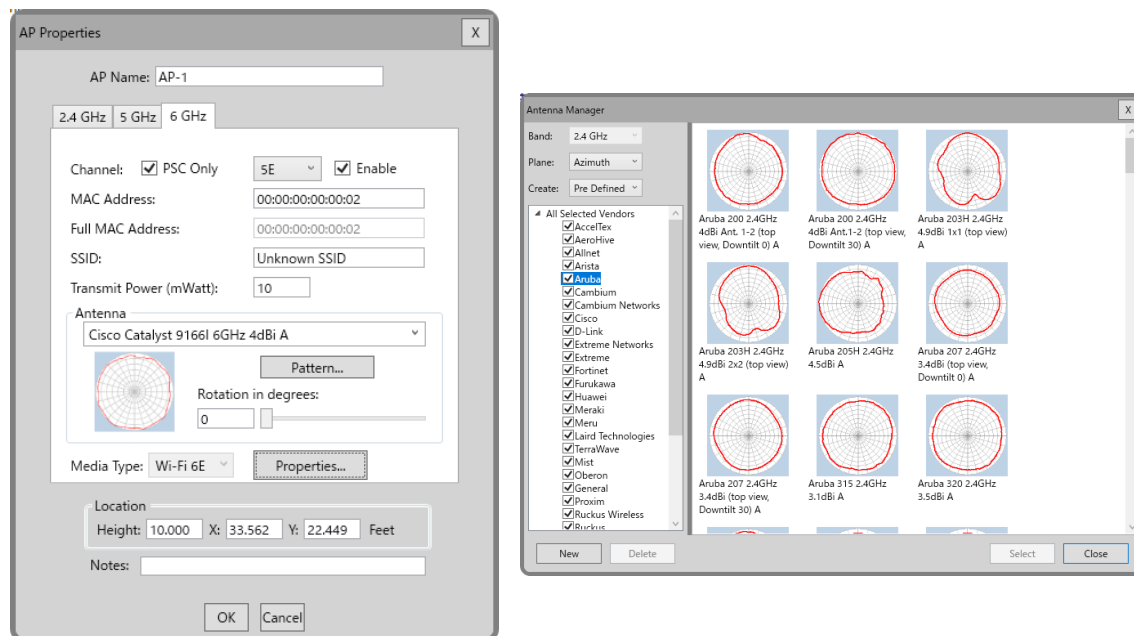 AP Properties
X
AP Name: AP-1
2.4 GHz 5 GHz 6 GHz
Channel: PSC Only 5E Enable
MAC Address: 00:00:00:00:00:02
Full MAC Address: 00:00:00:00:00:02
SSID: Unknown SSID
Transmit Power (mWatt): 10
Antenna
Cisco Catalyst 9166I 6GHz 4dBi A
Pattern...
Rotation in degrees:
0
Media Type: Wi-Fi 6E Properties...
Location
Height: 10.000 X: 33.562 Y: 22.449 Feet
Notes:
OK Cancel
Antenna Manager
X
Band: 2.4 GHz
Plane: Azimuth
Create: Pre Defined
All Selected Vendors
AccelTex
AeroHive
Allnet
Arista
Aruba
Cambium
Cambium Networks
Cisco
D-Link
Extreme Networks
Extreme
Fortinet
Furukawa
Huawei
Meraki
Meru
Laird Technologies
TerraWave
Mist
Oberon
General
Proxim
Ruckus Wireless
Ruckus
New Delete
Aruba 200 2.4GHz
4dBi Ant. 1-2 (top
view, Downtilt 0) A
Aruba 200 2.4GHz
4dBi Ant.1-2 (top view,
Downtilt 30) A
Aruba 203H 2.4GHz
4.9dBi 1x1 (top view)
A
Aruba 203H 2.4GHz
4.9dBi 2x2 (top view)
A
Aruba 205H 2.4GHz
4.5dBi A
Aruba 207 2.4GHz
3.4dBi (top view,
Downtilt 0) A
Aruba 207 2.4GHz
3.4dBi (top view,
Downtilt 30) A
Aruba 315 2.4GHz
3.1dBi A
Aruba 320 2.4GHz
3.5dBi A
Select Close